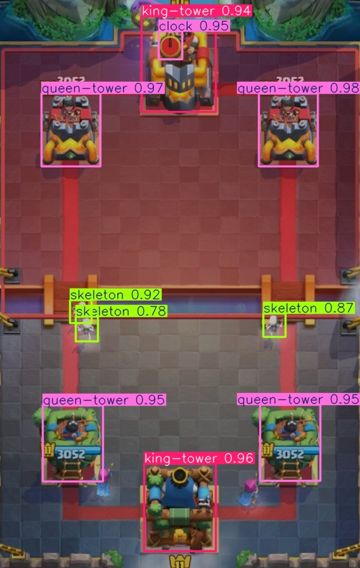 king-tower 0.94
clock 0.95
3052
3052
queen-tower 0.97
queen-tower 0.98
skeleton 0.92
skeleton 0.78
skeleton 0.87
queen-tower 0.95
queen-tower 0.95
3052
3052
king-tower 0.96